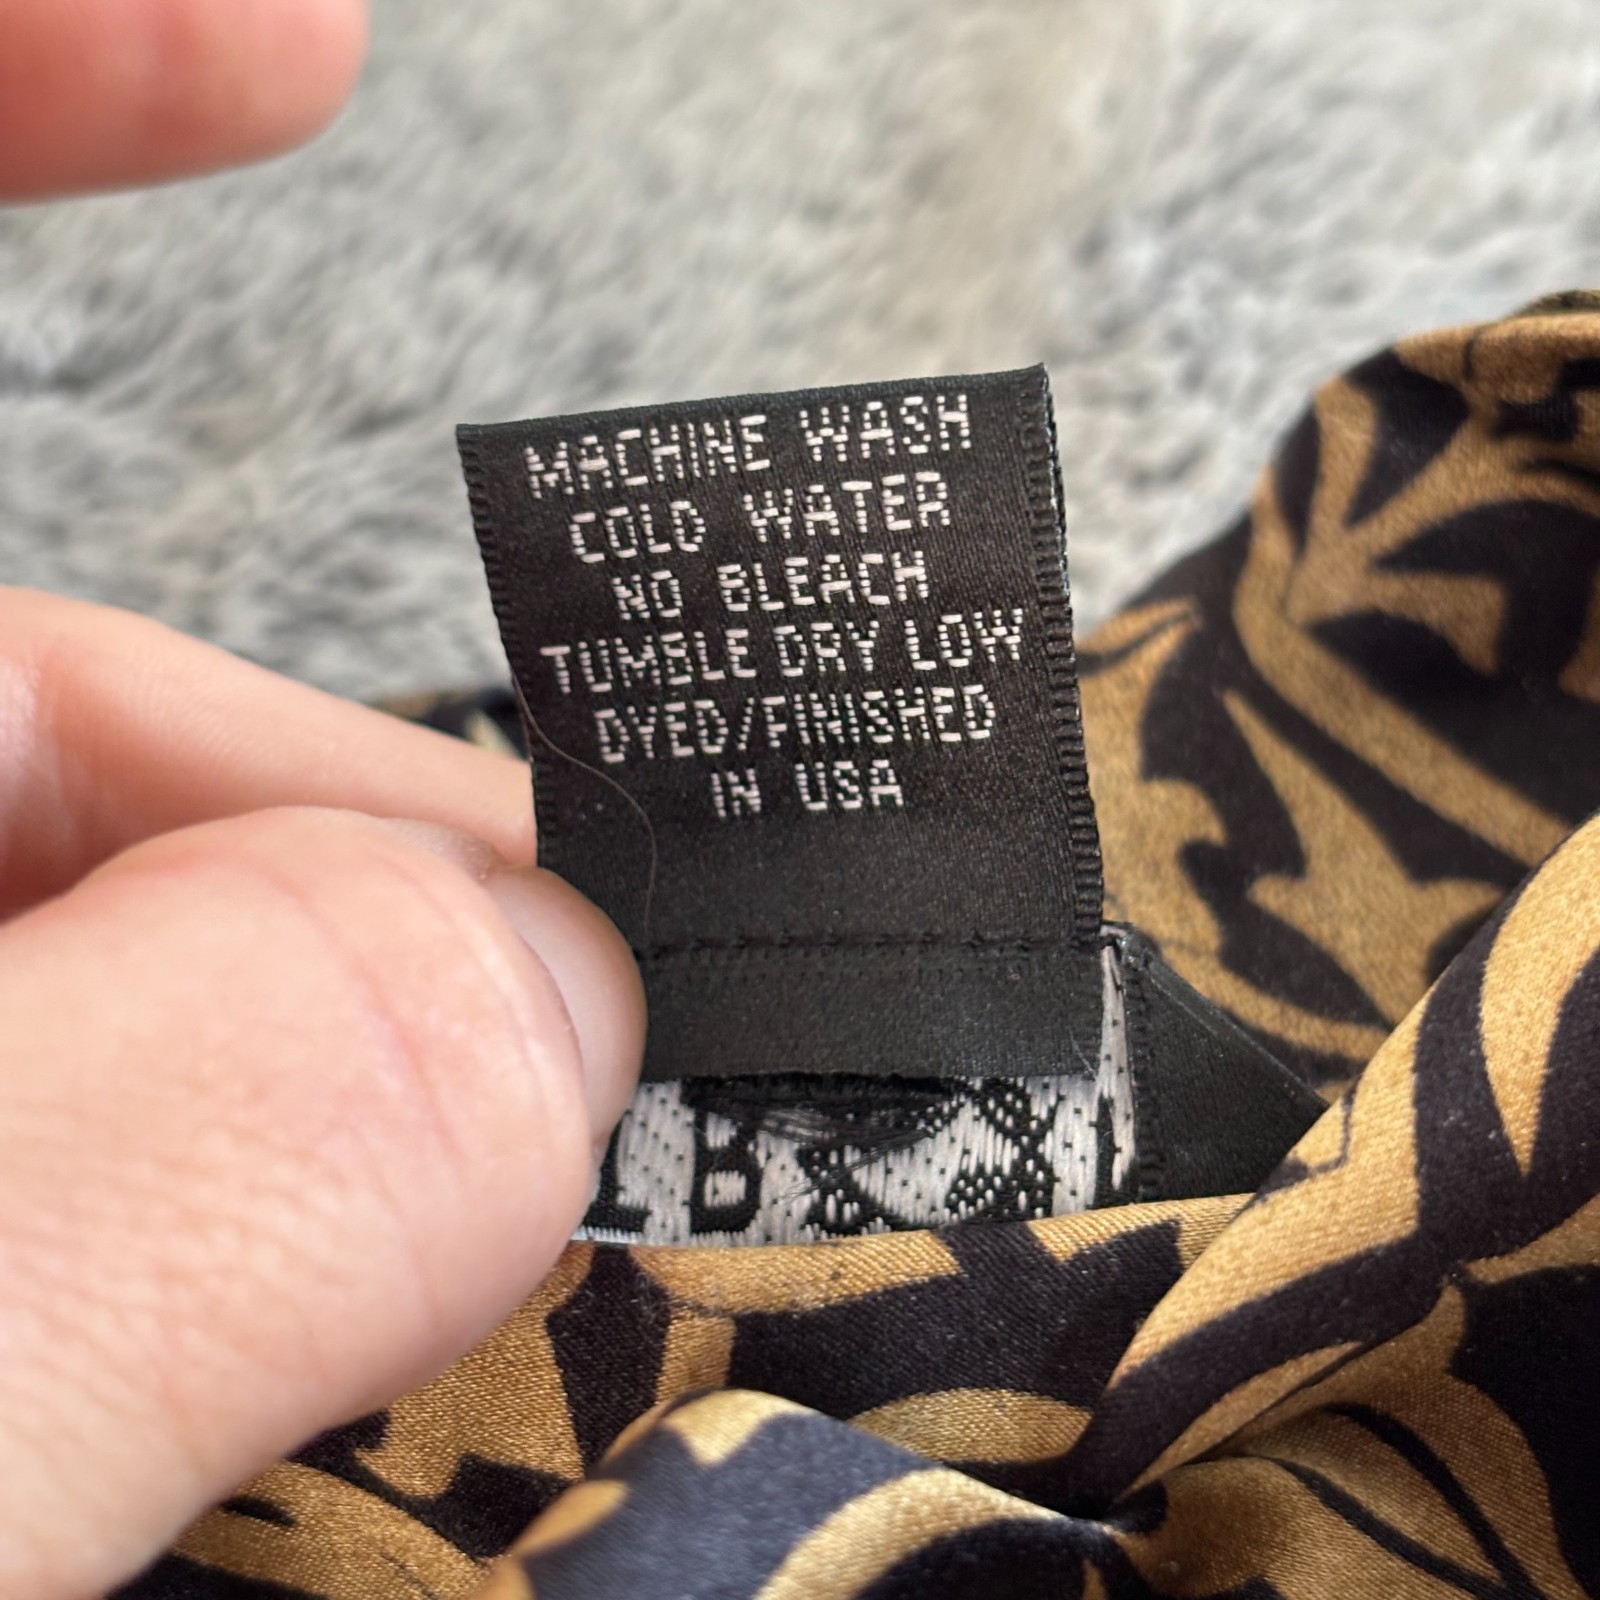 MACHINE WASH
COLD WATER
NO BLEACH
TUMBLE DRY LOW
DYED/FINISHED
IN USA